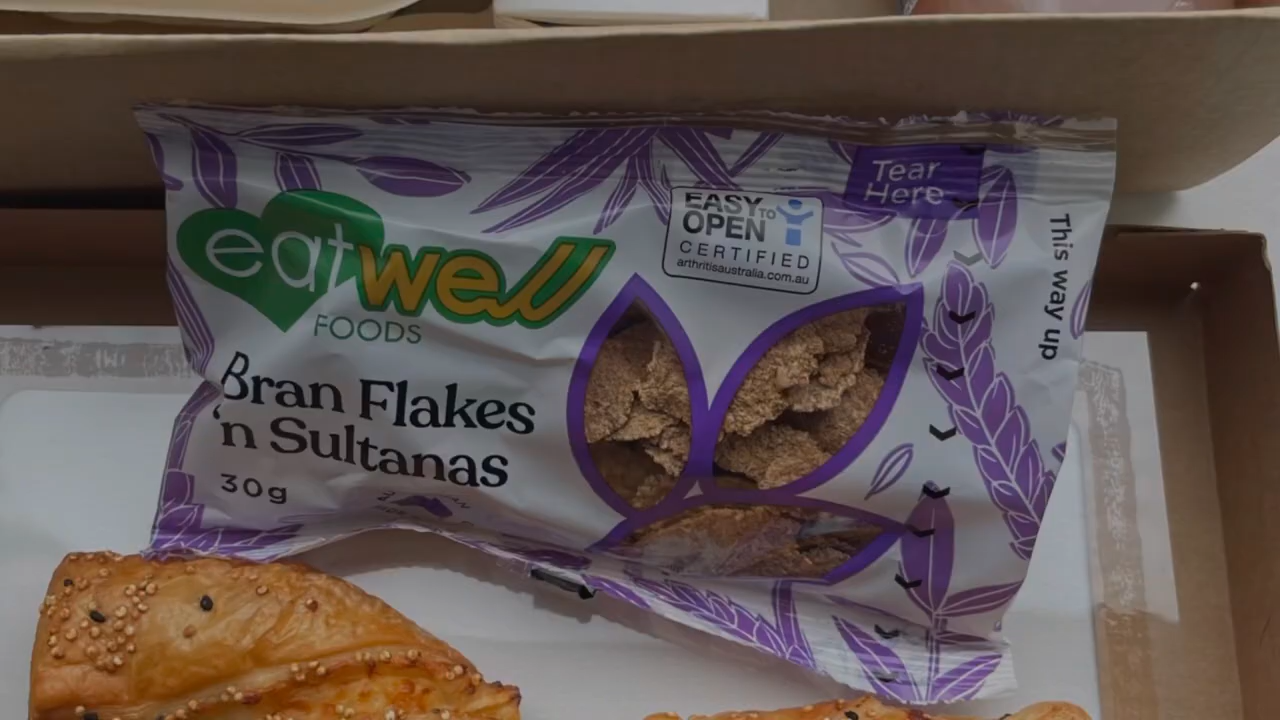 Tear
Here
EASY TO
OPEN
CERTIFIED
arthritisaustralia.com.au
This way up
eatwell
FOODS
Bran Flakes
'n Sultanas
30g